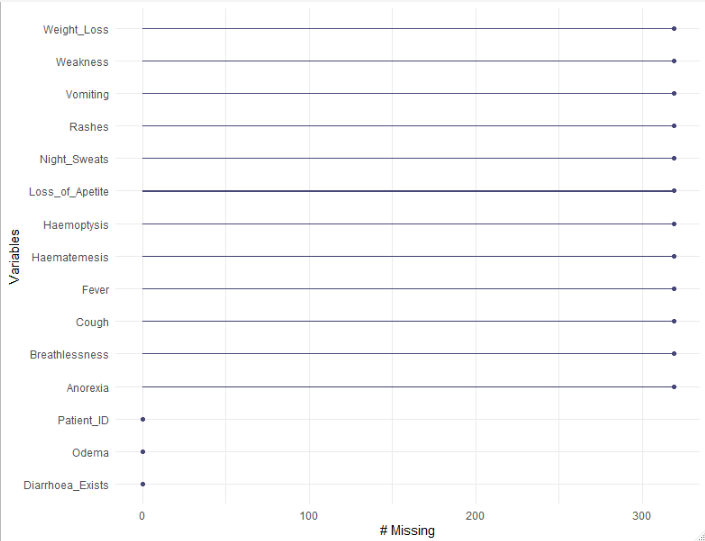 Weight_Loss
Weakness
Vomiting
Rashes
Night_Sweats
Loss_of_Apetite
Haemoptysis
Haematemesis
Fever
Cough
Breathlessness
Anorexia
Patient_ID
Odema
Diarrhoea_Exists
Variables
0 100 200 300
# Missing